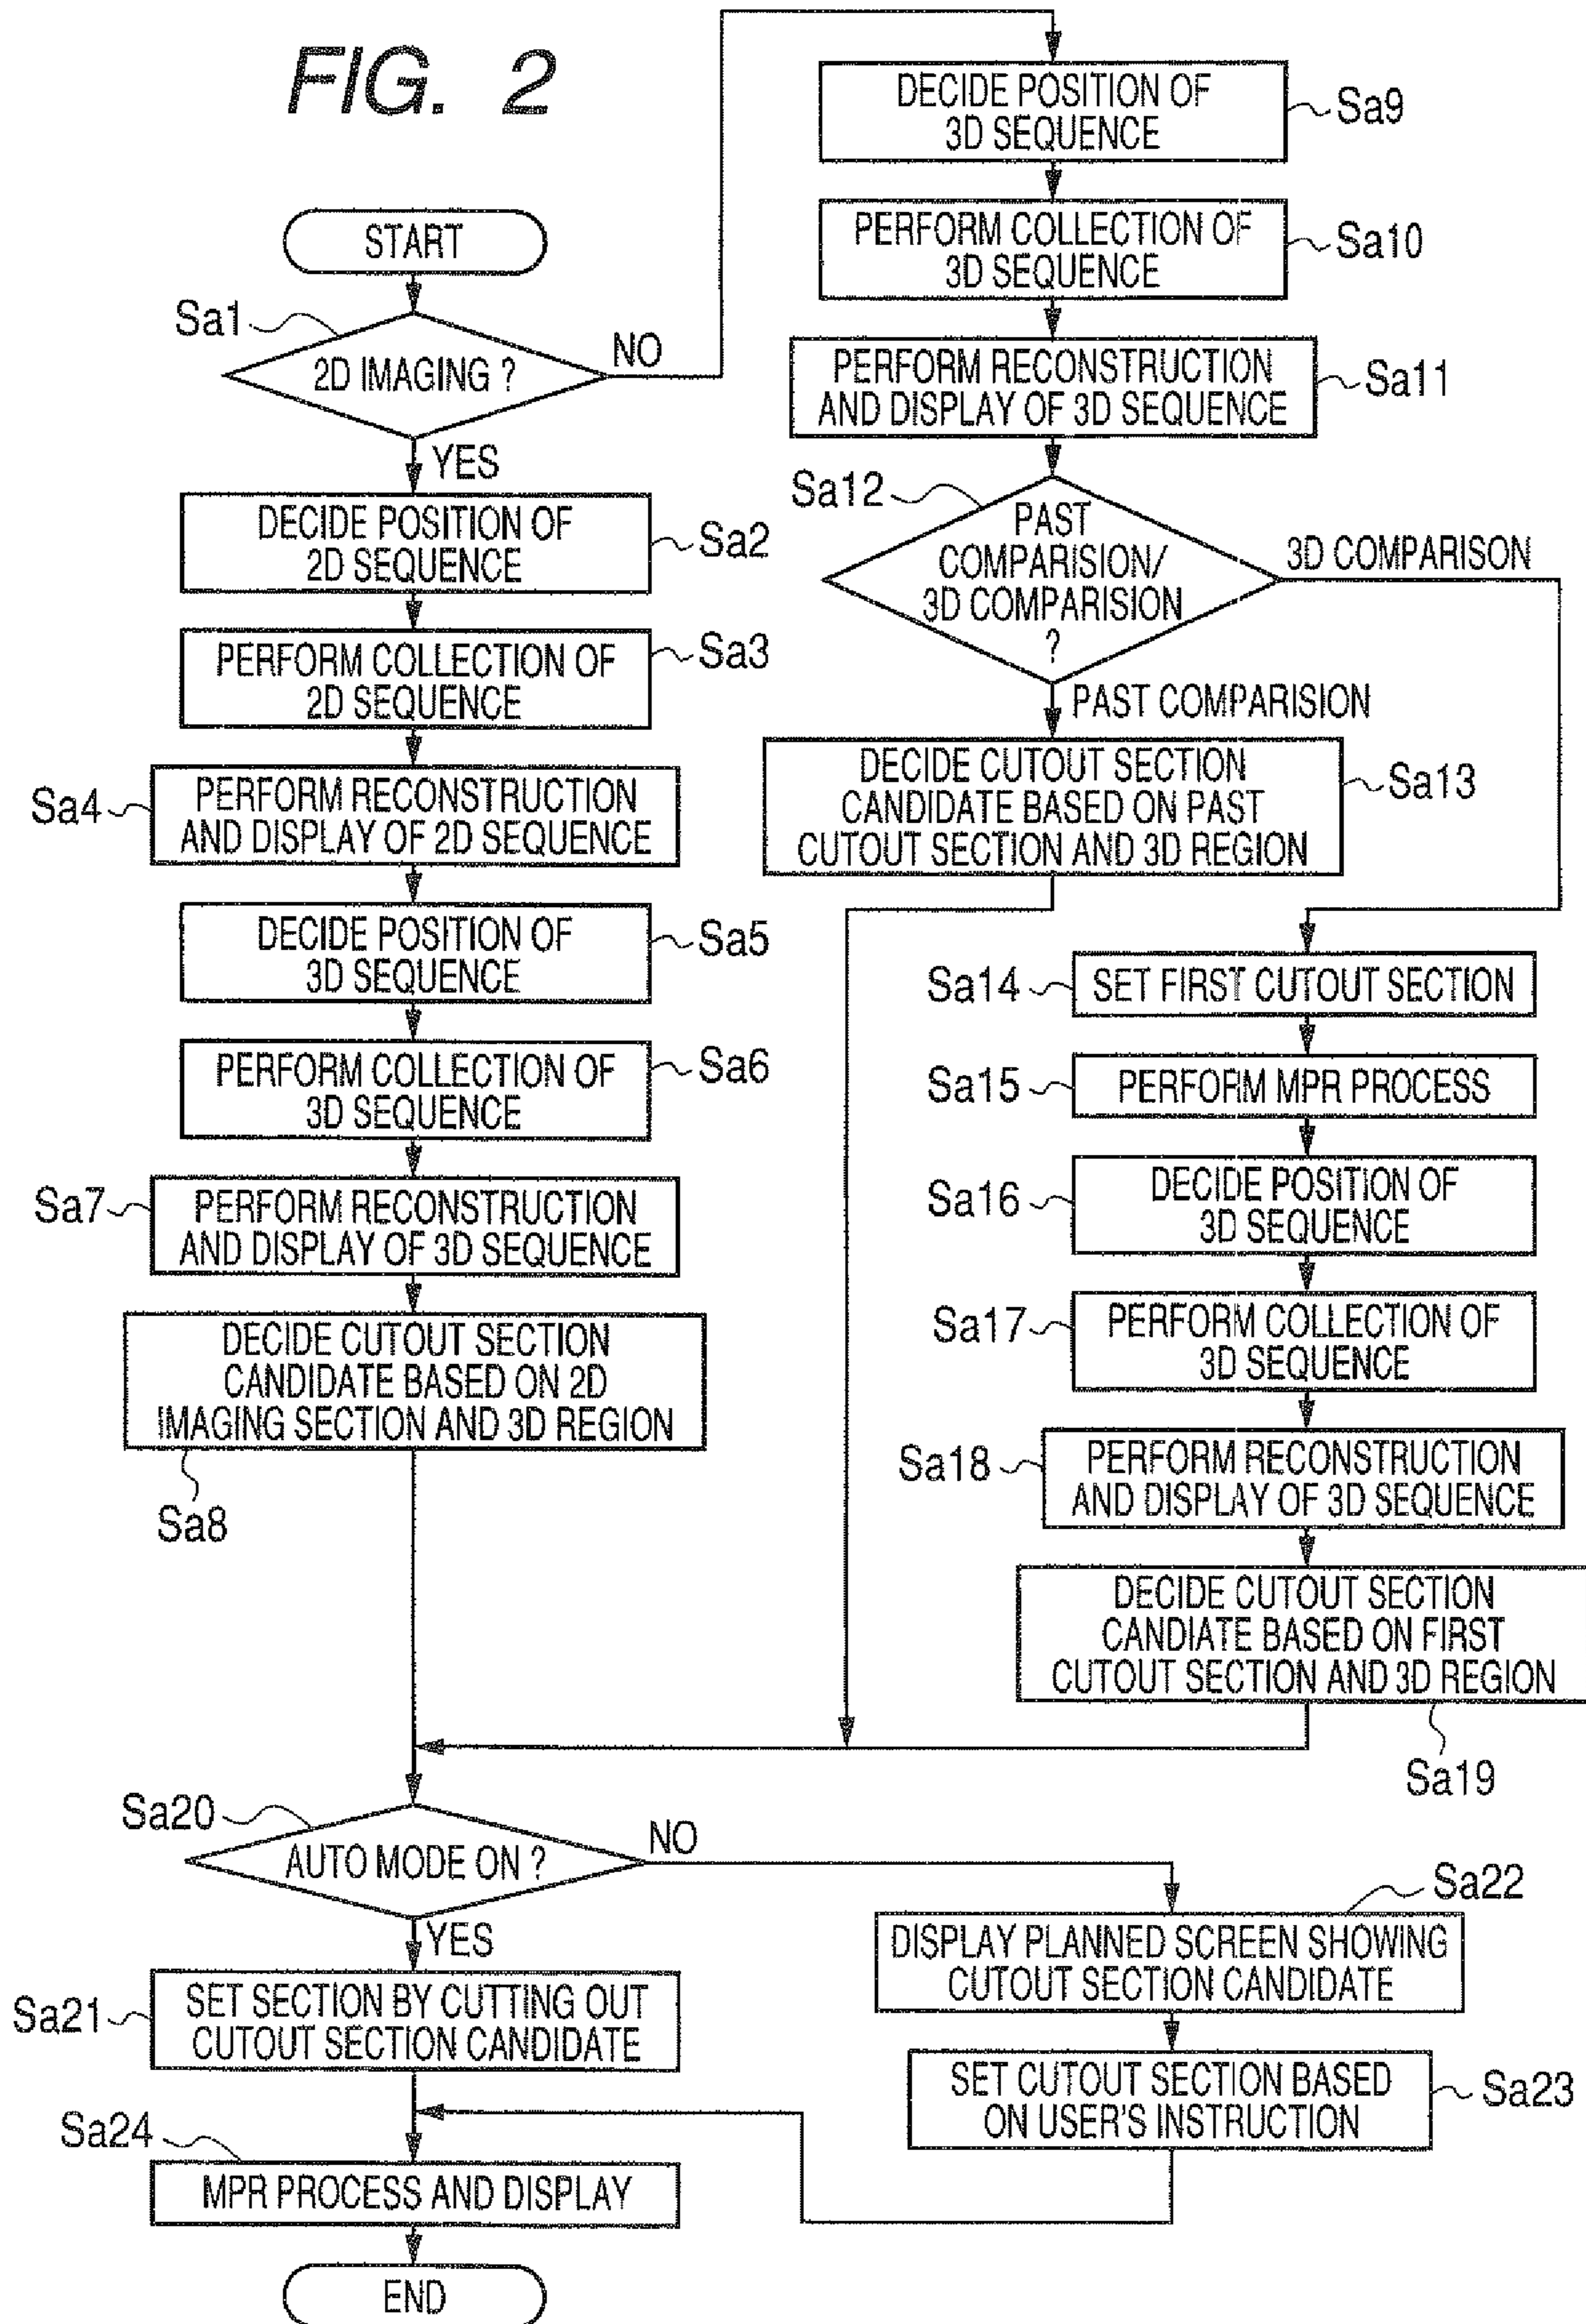 FIG. 2
START
Sa1
2D IMAGING ?
NO
YES
DECIDE POSITION OF
2D SEQUENCE
Sa2
PERFORM COLLECTION OF
2D SEQUENCE
Sa3
Sa4
PERFORM RECONSTRUCTION
AND DISPLAY OF 2D SEQUENCE
DECIDE POSITION OF
3D SEQUENCE
Sa5
PERFORM COLLECTION OF
3D SEQUENCE
Sa6
Sa7
PERFORM RECONSTRUCTION
AND DISPLAY OF 3D SEQUENCE
DECIDE CUTOUT SECTION
CANDIDATE BASED ON 2D
IMAGING SECTION AND 3D REGION
Sa8
DECIDE POSITION OF
3D SEQUENCE
Sa9
PERFORM COLLECTION OF
3D SEQUENCE
Sa10
PERFORM RECONSTRUCTION
AND DISPLAY OF 3D SEQUENCE
Sa11
Sa12
PAST
COMPARISION/
3D COMPARISION
?
3D COMPARISON
PAST COMPARISION
DECIDE CUTOUT SECTION
CANDIDATE BASED ON PAST
CUTOUT SECTION AND 3D REGION
Sa13
Sa14
SET FIRST CUTOUT SECTION
Sa15
PERFORM MPR PROCESS
Sa16
DECIDE POSITION OF
3D SEQUENCE
Sa17
PERFORM COLLECTION OF
3D SEQUENCE
Sa18
PERFORM RECONSTRUCTION
AND DISPLAY OF 3D SEQUENCE
DECIDE CUTOUT SECTION
CANDIATE BASED ON FIRST
CUTOUT SECTION AND 3D REGION
Sa19
Sa20
AUTO MODE ON ?
NO
YES
Sa21
SET SECTION BY CUTTING OUT
CUTOUT SECTION CANDIDATE
Sa22
DISPLAY PLANNED SCREEN SHOWING
CUTOUT SECTION CANDIDATE
SET CUTOUT SECTION BASED
ON USER'S INSTRUCTION
Sa23
Sa24
MPR PROCESS AND DISPLAY
END